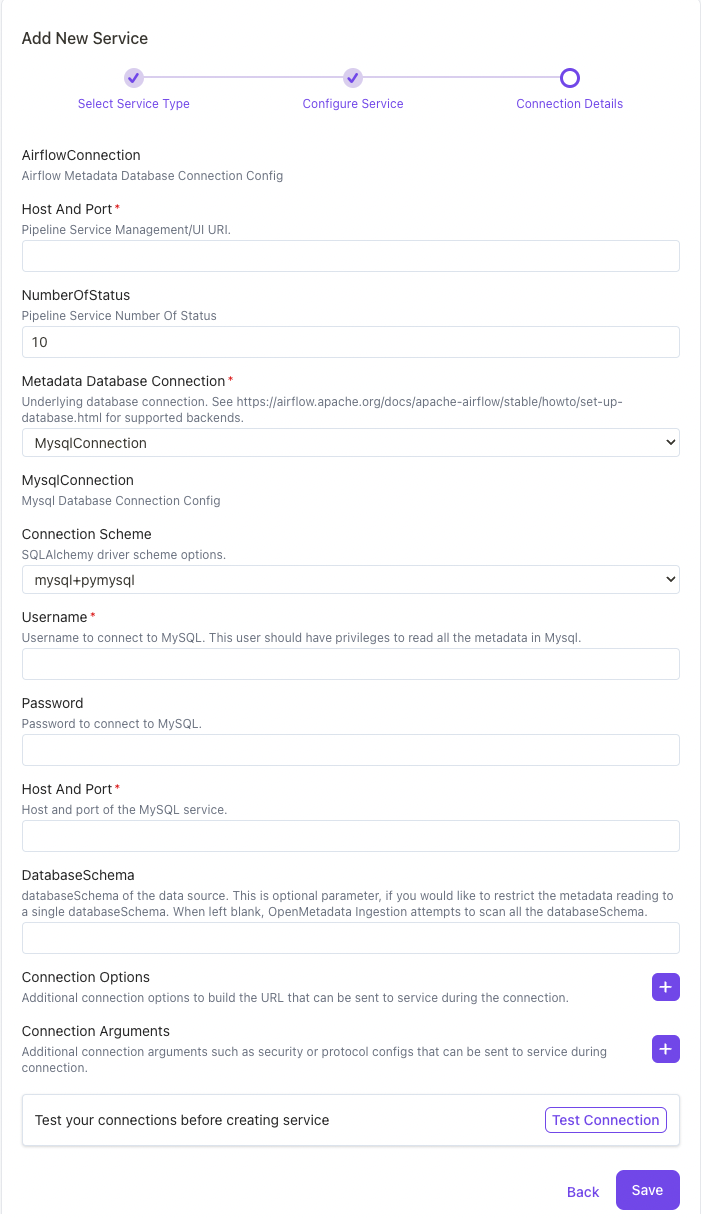 Add New Service
Select Service Type
Configure Service
Connection Details
AirflowConnection
Airflow Metadata Database Connection Config
Host And Port*
Pipeline Service Management/UI URI.
NumberOfStatus
Pipeline Service Number Of Status
10
Metadata Database Connection*
Underlying database connection. See https://airflow.apache.org/docs/apache-airflow/stable/howto/set-up-
database.html for supported backends.
MysqlConnection
MysqlConnection
Mysql Database Connection Config
Connection Scheme
SQLAlchemy driver scheme options.
mysql+pymysql
Username*
Username to connect to MySQL. This user should have privileges to read all the metadata in Mysql.
Password
Password to connect to MySQL.
Host And Port*
Host and port of the MySQL service.
DatabaseSchema
databaseSchema of the data source. This is optional parameter, if you would like to restrict the metadata reading to
a single databaseSchema. When left blank, OpenMetadata Ingestion attempts to scan all the databaseSchema.
Connection Options
Additional connection options to build the URL that can be sent to service during the connection.
Connection Arguments
Additional connection arguments such as security or protocol configs that can be sent to service during
connection.
Test your connections before creating service
Test Connection
Back
Save